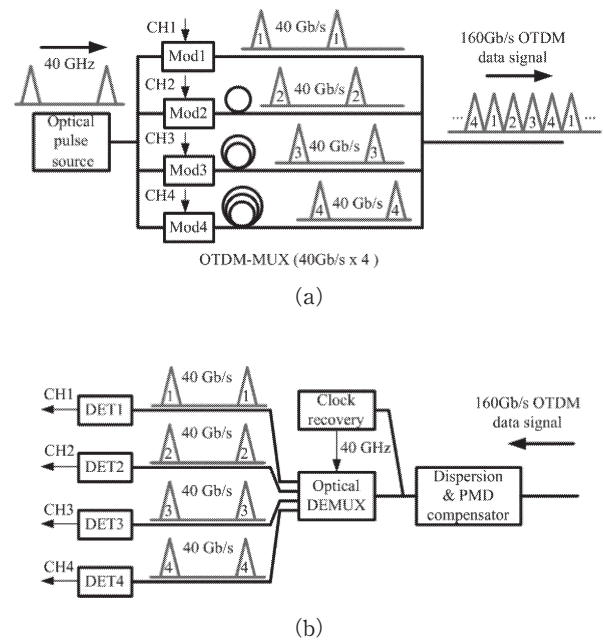 CH1
40 Gb/s
1
1
40 GHz
Mod1
160Gb/s OTDM
data signal
CH2
40 Gb/s
2
2
Mod2
Optical
pulse
source
... 4 1 2 3 4 1 ...
CH3
40 Gb/s
3
3
Mod3
CH4
40 Gb/s
4
4
Mod4
OTDM-MUX (40Gb/s x 4 )
(a)
CH1
40 Gb/s
1
1
DET1
Clock
recovery
160Gb/s OTDM
data signal
CH2
40 Gb/s
2
2
DET2
40 GHz
Optical
DEMUX
Dispersion
& PMD
compensator
CH3
40 Gb/s
3
3
DET3
CH4
40 Gb/s
4
4
DET4
(b)